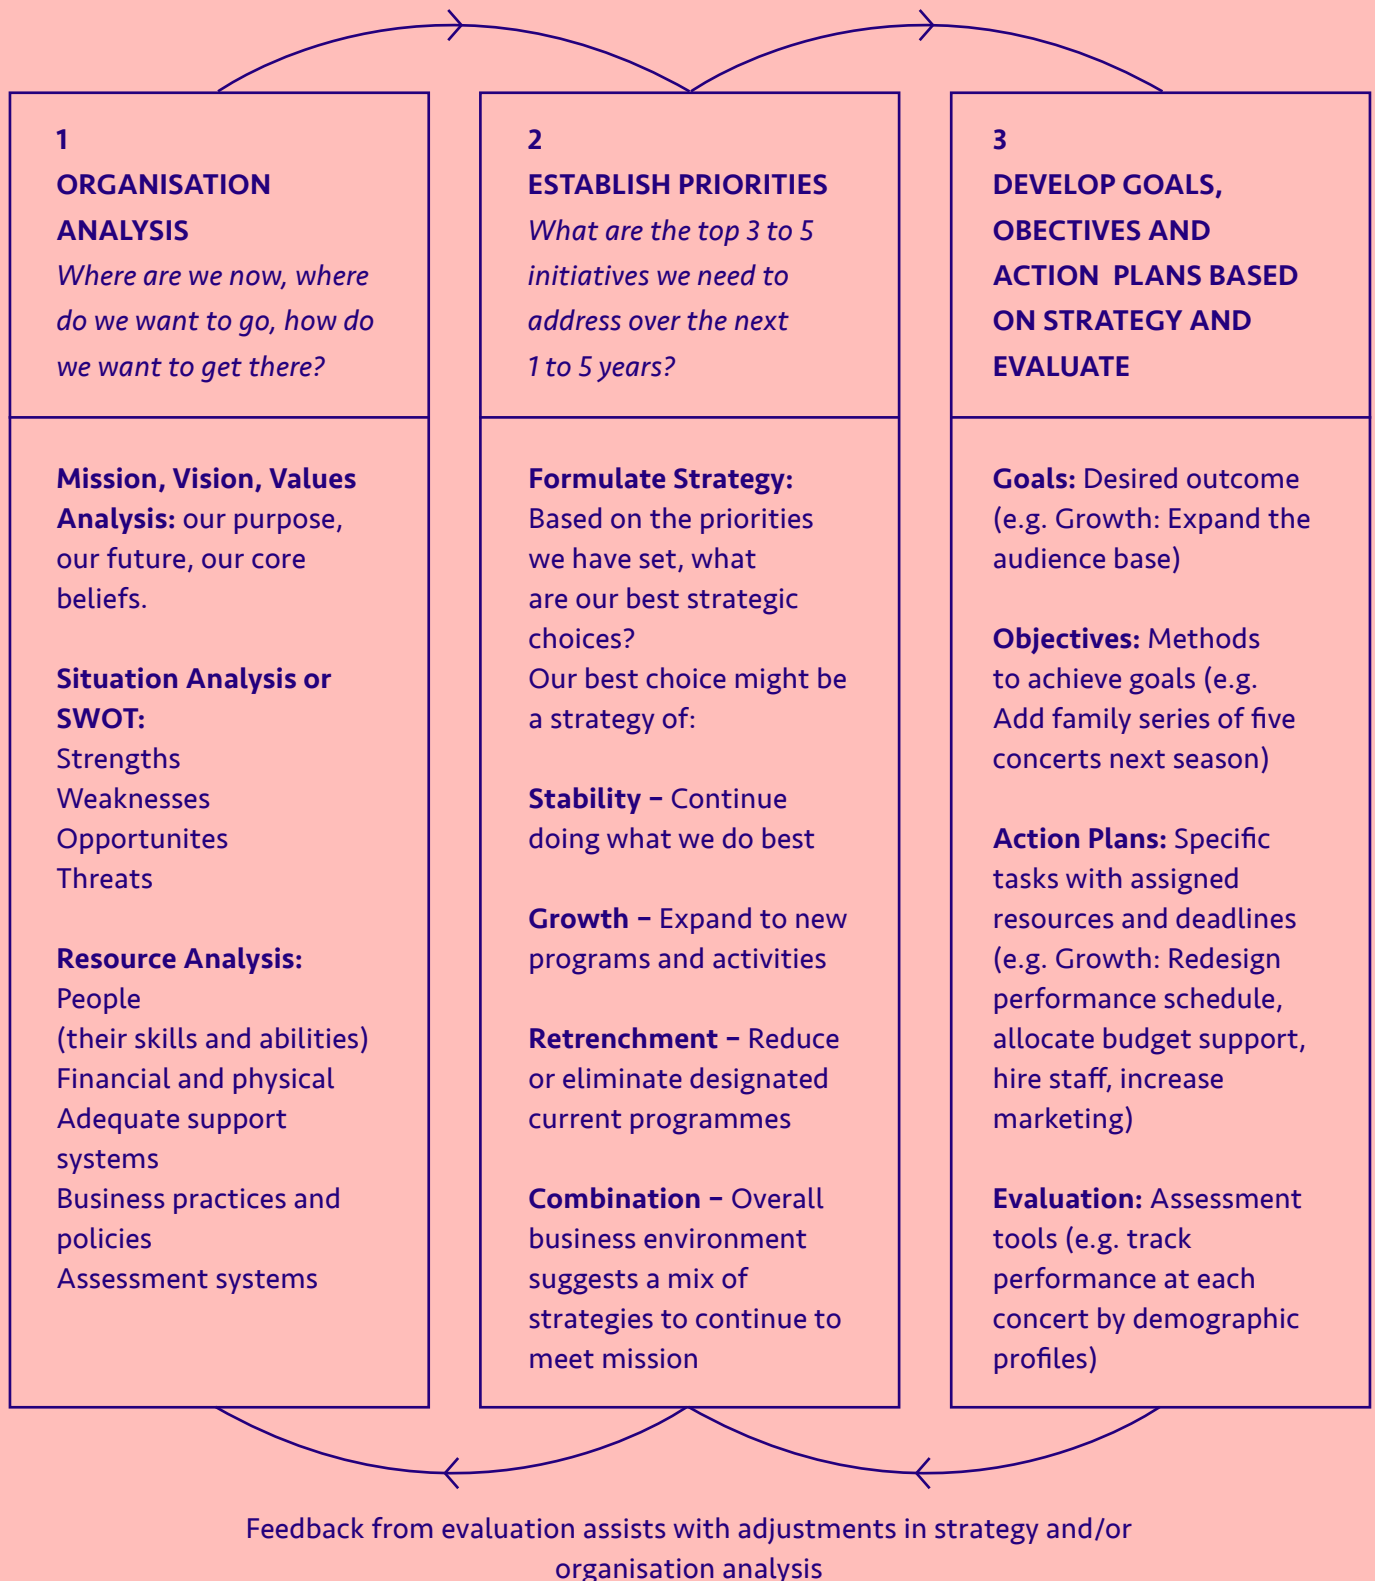 1
ORGANISATION
ANALYSIS
Where are we now, where
do we want to go, how do
we want to get there?
Mission, Vision, Values
Analysis: our purpose,
our future, our core
beliefs.
Situation Analysis or
SWOT:
Strengths
Weaknesses
Opportunites
Threats
Resource Analysis:
People
(their skills and abilities)
Financial and physical
Adequate support
systems
Business practices and
policies
Assessment systems
2
ESTABLISH PRIORITIES
What are the top 3 to 5
initiatives we need to
address over the next
1 to 5 years?
Formulate Strategy:
Based on the priorities
we have set, what
are our best strategic
choices?
Our best choice might be
a strategy of:
Stability – Continue
doing what we do best
Growth – Expand to new
programs and activities
Retrenchment – Reduce
or eliminate designated
current programmes
Combination – Overall
business environment
suggests a mix of
strategies to continue to
meet mission
3
DEVELOP GOALS,
OBECTIVES AND
ACTION  PLANS BASED
ON STRATEGY AND
EVALUATE
Goals: Desired outcome
(e.g. Growth: Expand the
audience base)
Objectives: Methods
to achieve goals (e.g.
Add family series of five
concerts next season)
Action Plans: Specific
tasks with assigned
resources and deadlines
(e.g. Growth: Redesign
performance schedule,
allocate budget support,
hire staff, increase
marketing)
Evaluation: Assessment
tools (e.g. track
performance at each
concert by demographic
profiles)
Feedback from evaluation assists with adjustments in strategy and/or
organisation analysis